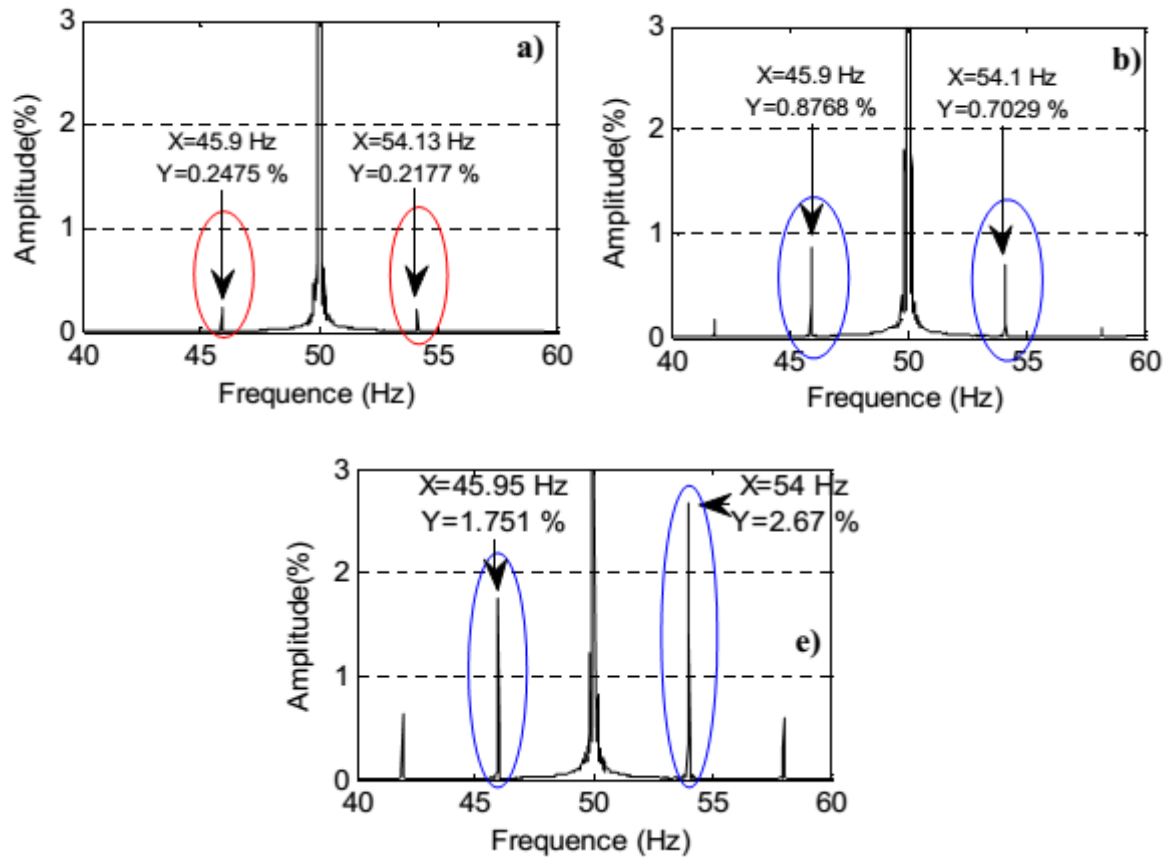 a)
3
2
1
0
Amplitude(%)
X=45.9 Hz
Y=0.2475 %
X=54.13 Hz
Y=0.2177 %
40
45
50
55
60
Frequence (Hz)
b)
3
2
1
0
Amplitude(%)
X=45.9 Hz
Y=0.8768 %
X=54.1 Hz
Y=0.7029 %
40
45
50
55
60
Frequence (Hz)
e)
3
2
1
0
Amplitude(%)
X=45.95 Hz
Y=1.751 %
X=54 Hz
Y=2.67 %
40
45
50
55
60
Frequence (Hz)